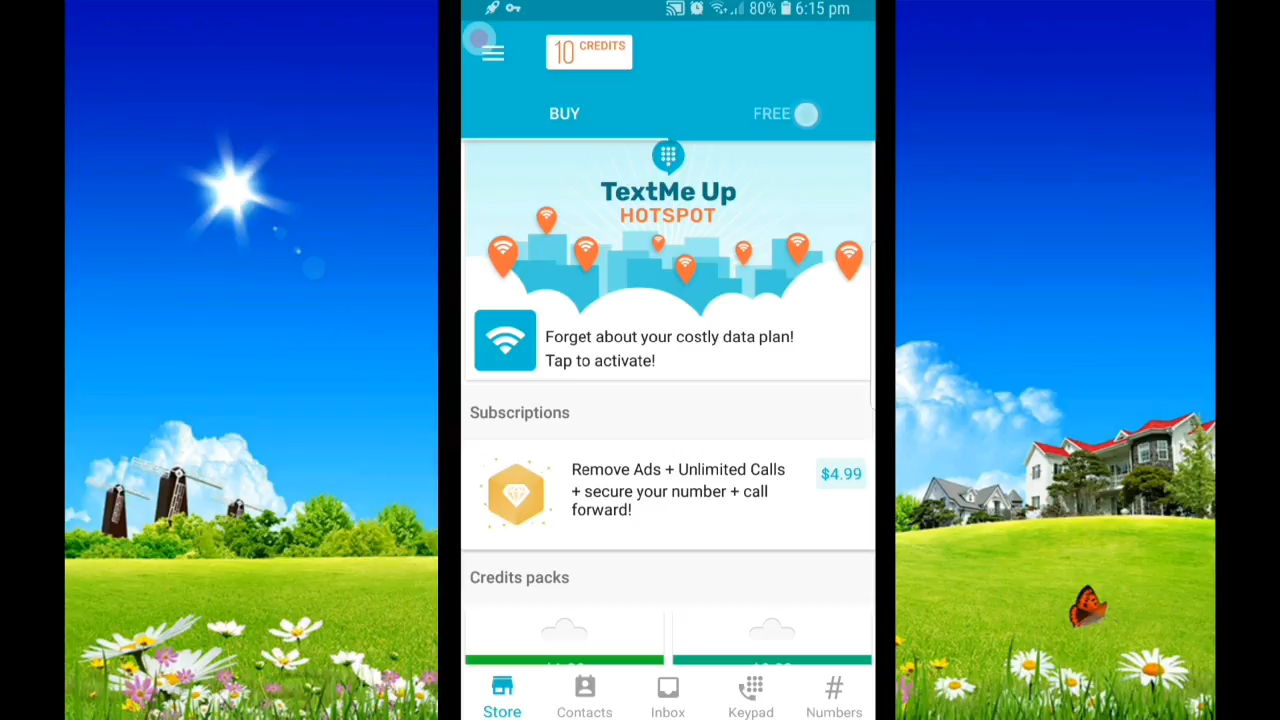 80% 6:15 pm
10 CREDITS
BUY
FREE
TextMe Up
HOTSPOT
Forget about your costly data plan!
Tap to activate!
Subscriptions
Remove Ads + Unlimited Calls
+ secure your number + call
forward!
$4.99
Credits packs
Store
Contacts
Inbox
Keypad
Numbers